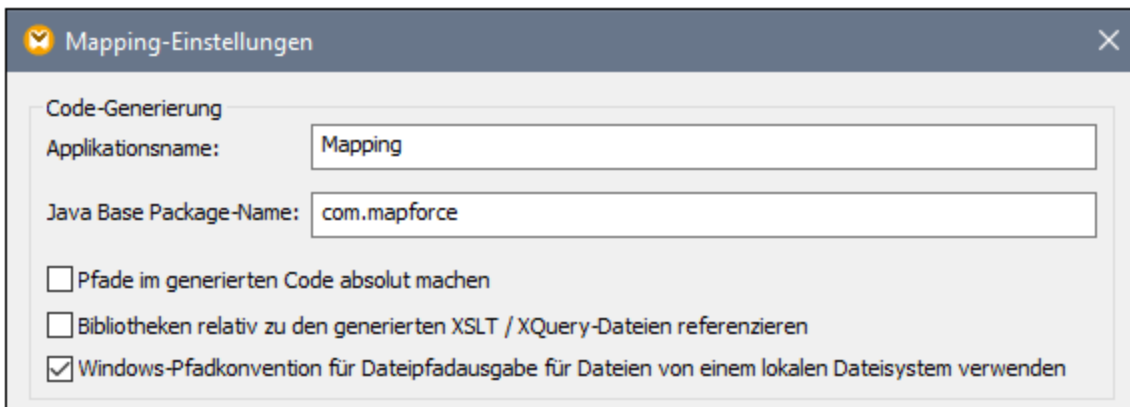 Mapping-Einstellungen
Code-Generierung
Applikationsname: Mapping
Java Base Package-Name: com.mapforce
Pfade im generierten Code absolut machen
Bibliotheken relativ zu den generierten XSLT / XQuery-Dateien referenzieren
Windows-Pfadkonvention für Dateipfadausgabe für Dateien von einem lokalen Dateisystem verwenden